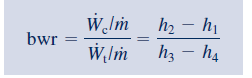 bwr = Ẇc/ṁ / Ẇt/ṁ = h2 − h1 / h3 − h4